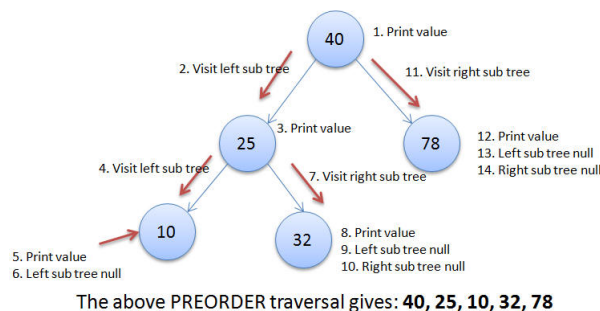 40
1. Print value
2. Visit left sub tree
11. Visit right sub tree
3. Print value
25
78
12. Print value
13. Left sub tree null
14. Right sub tree null
4. Visit left sub tree
7. Visit right sub tree
10
32
5. Print value
6. Left sub tree null
8. Print value
9. Left sub tree null
10. Right sub tree null
The above PREORDER traversal gives: 40, 25, 10, 32, 78